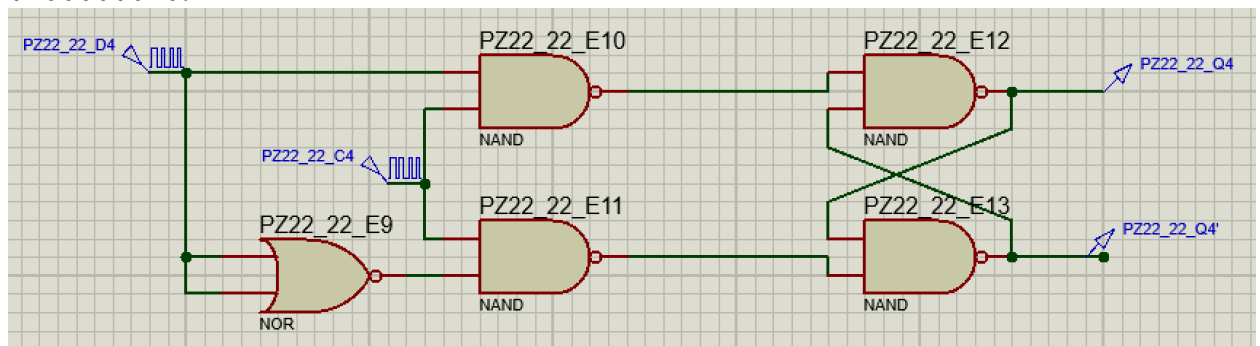 PZ22_22_D4
PZ22_22_E10
NAND
PZ22_22_E12
NAND
PZ22_22_Q4
PZ22_22_C4
PZ22_22_E9
NOR
PZ22_22_E11
NAND
PZ22_22_E13
NAND
PZ22_22_Q4'